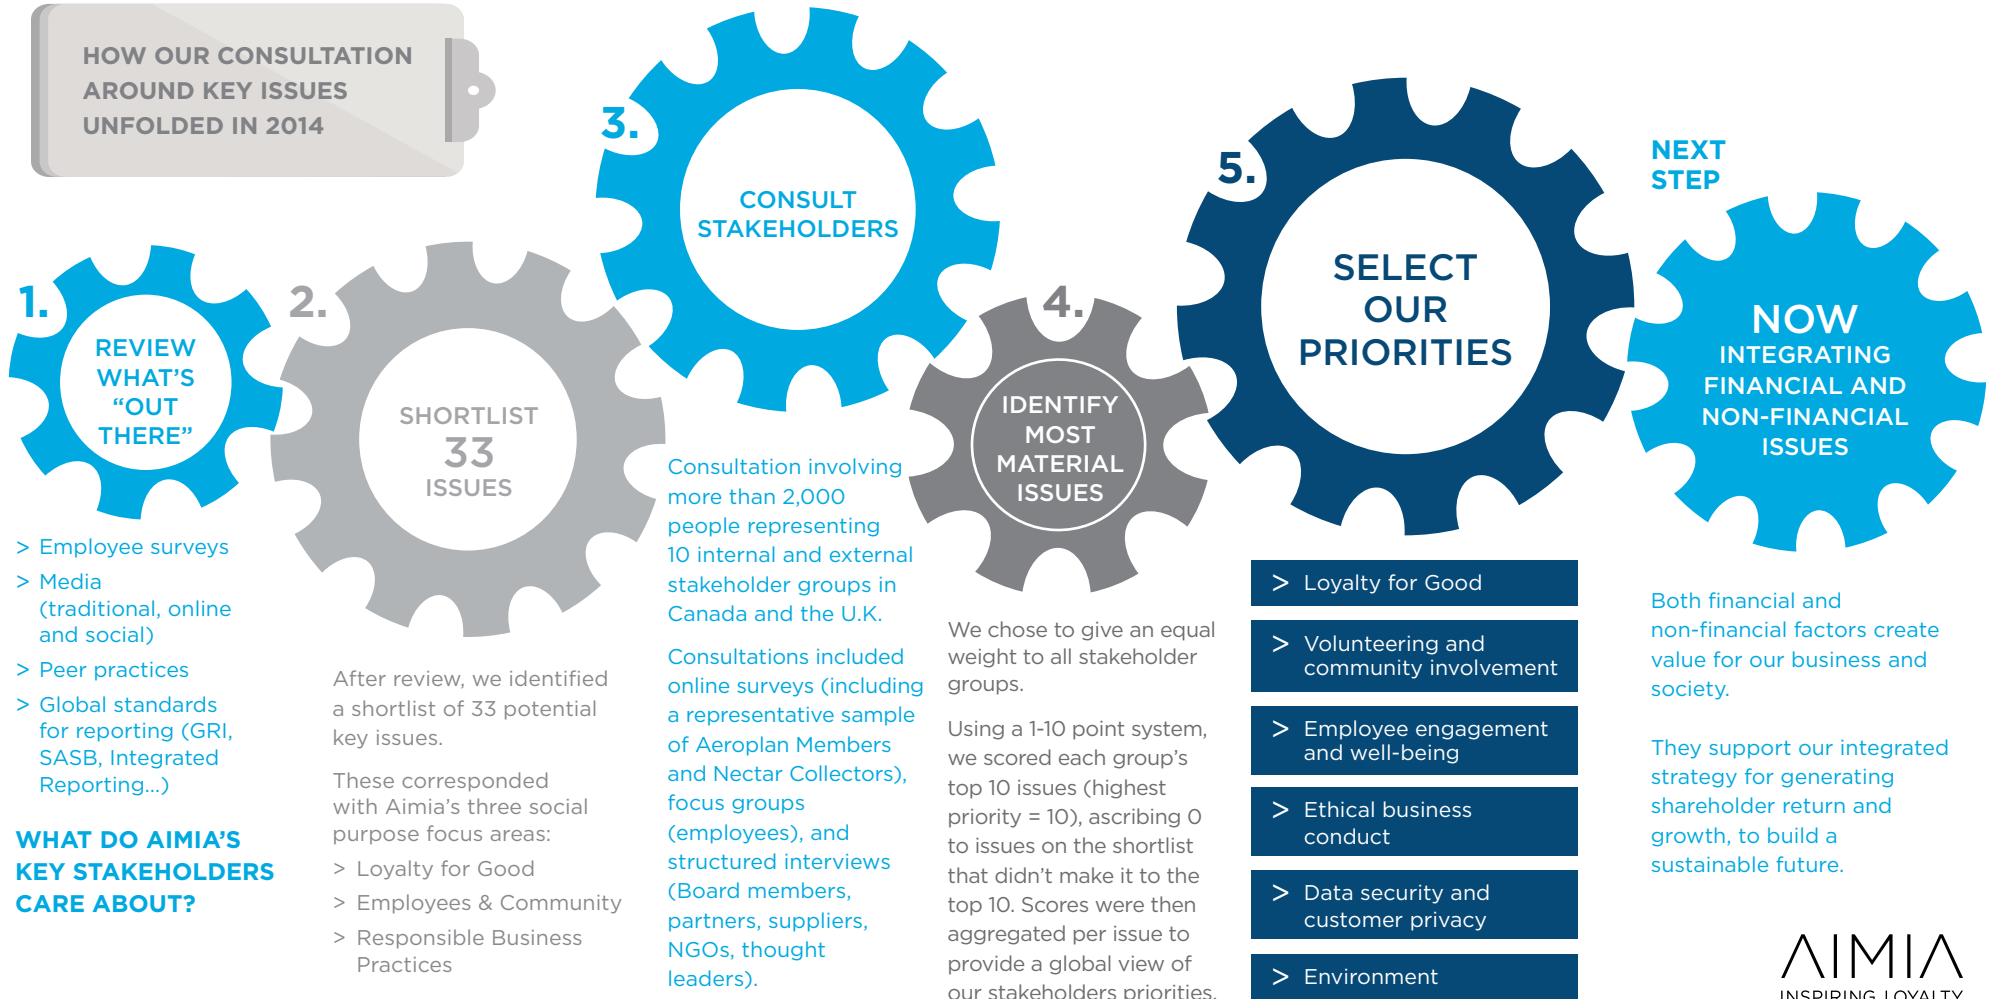 HOW OUR CONSULTATION
AROUND KEY ISSUES
UNFOLDED IN 2014
1.
REVIEW
WHAT'S
“OUT
THERE”
> Employee surveys
> Media
(traditional, online
and social)
> Peer practices
> Global standards
for reporting (GRI,
SASB, Integrated
Reporting...)
WHAT DO AIMIA'S
KEY STAKEHOLDERS
CARE ABOUT?
2.
SHORTLIST
33
ISSUES
After review, we identified
a shortlist of 33 potential
key issues.
These corresponded
with Aimia's three social
purpose focus areas:
> Loyalty for Good
> Employees & Community
> Responsible Business
Practices
3.
CONSULT
STAKEHOLDERS
Consultation involving
more than 2,000
people representing
10 internal and external
stakeholder groups in
Canada and the U.K.
Consultations included
online surveys (including
a representative sample
of Aeroplan Members
and Nectar Collectors),
focus groups
(employees), and
structured interviews
(Board members,
partners, suppliers,
NGOs, thought
leaders).
4.
IDENTIFY
MOST
MATERIAL
ISSUES
We chose to give an equal
weight to all stakeholder
groups.
Using a 1-10 point system,
we scored each group's
top 10 issues (highest
priority = 10), ascribing 0
to issues on the shortlist
that didn't make it to the
top 10. Scores were then
aggregated per issue to
provide a global view of
our stakeholders priorities.
5.
SELECT
OUR
PRIORITIES
> Loyalty for Good
> Volunteering and
community involvement
> Employee engagement
and well-being
> Ethical business
conduct
> Data security and
customer privacy
> Environment
NEXT
STEP
NOW
INTEGRATING
FINANCIAL AND
NON-FINANCIAL
ISSUES
Both financial and
non-financial factors create
value for our business and
society.
They support our integrated
strategy for generating
shareholder return and
growth, to build a
sustainable future.
AIMIA
INSPIRING LOYALTY